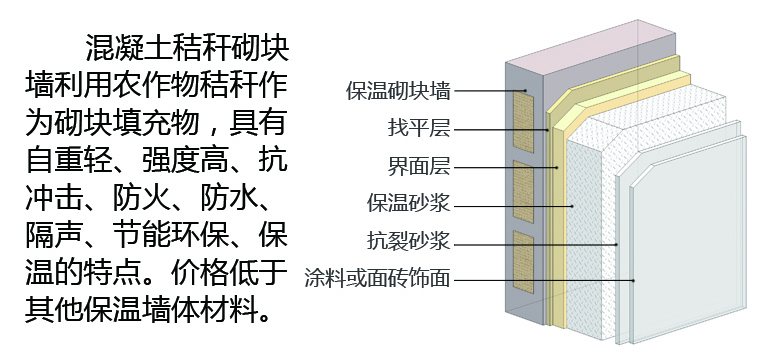 混凝土秸秆砌块
墙利用农作物秸秆作
为砌块填充物，具有
自重轻、强度高、抗
冲击、防火、防水、
隔声、节能环保、保
温的特点。价格低于
其他保温墙体材料。
保温砌块墙
找平层
界面层
保温砂浆
抗裂砂浆
涂料或面砖饰面